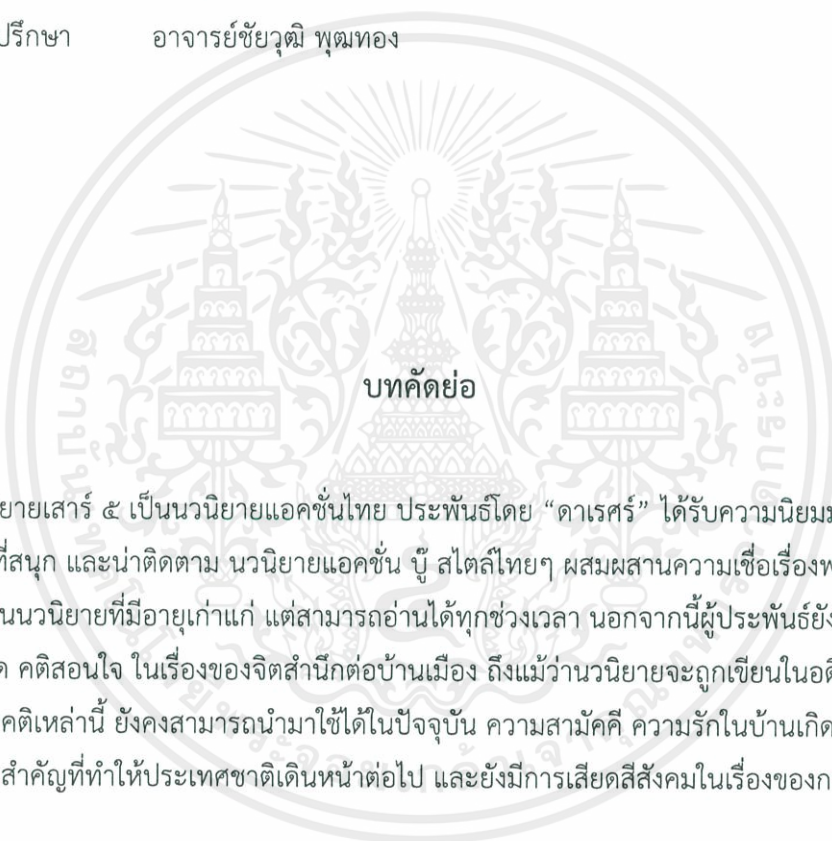 ปรึกษา อาจารย์ชัยวุฒิ พุฒทอง
บทคัดย่อ
ยายเสาร์ ๕ เป็นนวนิยายแอคชั่นไทย ประพันธ์โดย “ดาเรศร์” ได้รับความนิยม
ที่สนุก และน่าติดตาม นวนิยายแอคชั่น บู๊ สไตล์ไทยๆ ผสมผสานความเชื่อเรื่อง
นนวนิยายที่มีอายุเก่าแก่ แต่สามารถอ่านได้ทุกช่วงเวลา นอกจากนี้ผู้ประพันธ์ยัง
ด คติสอนใจ ในเรื่องของจิตสำนึกต่อบ้านเมือง ถึงแม้ว่านวนิยายจะถูกเขียนในอดี
คติเหล่านี้ ยังคงสามารถนำมาใช้ได้ในปัจจุบัน ความสามัคคี ความรักในบ้านเกิด
สำคัญที่ทำให้ประเทศชาติเดินหน้าต่อไป และยังมีการเสียดสีสังคมในเรื่องของก